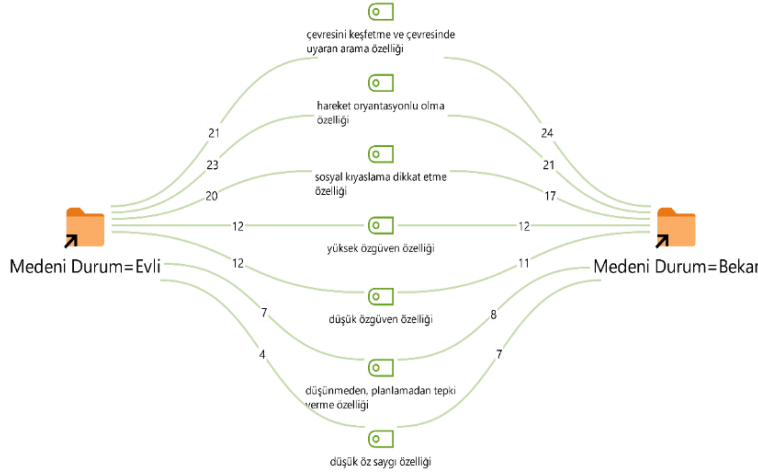 çevresini keşfetme ve çevresinde
uyaran arama özelliği
hareket oryantasyonlu olma
özelliği
21
24
23
21
sosyal kıyaslama dikkat etme
özelliği
20
17
12
12
yüksek özgüven özelliği
Medeni Durum=Evli
Medeni Durum=Bekar
12
11
düşük özgüven özelliği
7
8
4
7
düşünmeden, planlamadan tepki
verme özelliği
düşük öz saygı özelliği